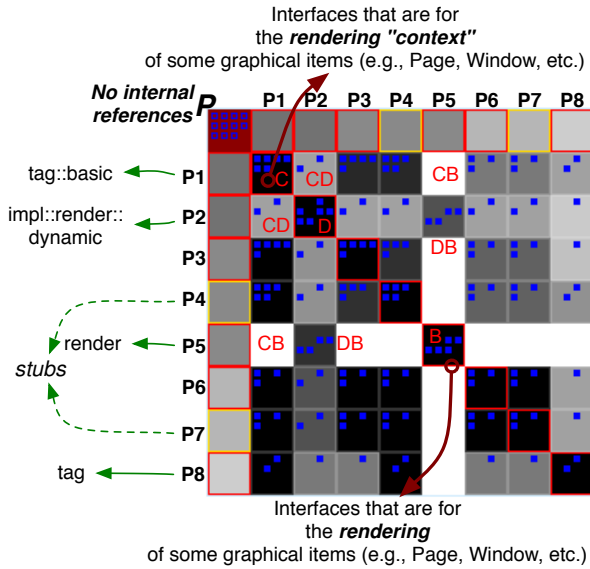 Interfaces that are for
the rendering "context"
of some graphical items (e.g., Page, Window, etc.)
No internal
references
P
P1 P2 P3 P4 P5 P6 P7 P8
tag::basic
P1
C CD CB
impl::render::
dynamic
P2
CD D
P3
DB
P4
stubs
render
P5
CB DB B
P6
P7
tag
P8
Interfaces that are for
the rendering
of some graphical items (e.g., Page, Window, etc.)